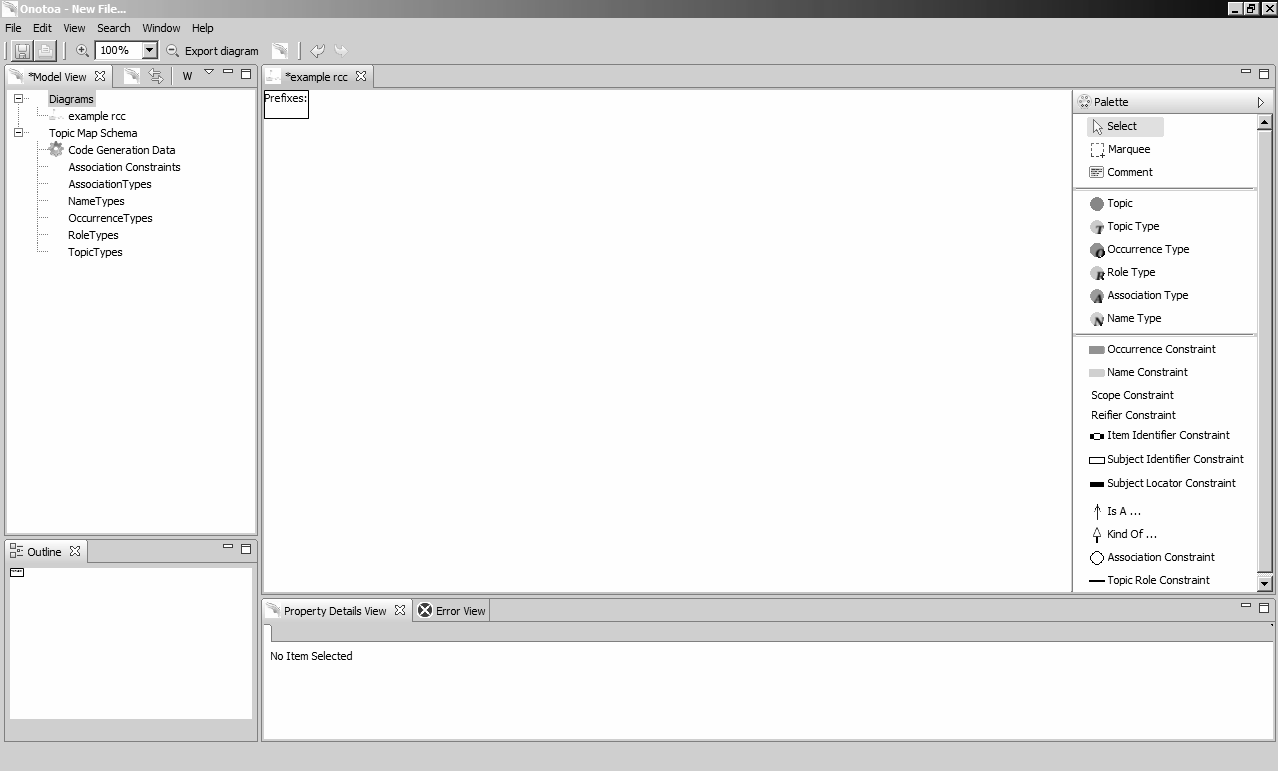 Onotoa - New File...
File Edit View Search Window Help
100% Export diagram
*Model View W
Diagrams
example rcc
Topic Map Schema
Code Generation Data
Association Constraints
AssociationTypes
NameTypes
OccurrenceTypes
RoleTypes
TopicTypes
Outline
*example rcc
Prefixes:
Palette
Select
Marquee
Comment
Topic
T Topic Type
O Occurrence Type
R Role Type
A Association Type
N Name Type
Occurrence Constraint
Name Constraint
Scope Constraint
Reifier Constraint
Item Identifier Constraint
Subject Identifier Constraint
Subject Locator Constraint
Is A ...
Kind Of ...
Association Constraint
Topic Role Constraint
Property Details View Error View
No Item Selected